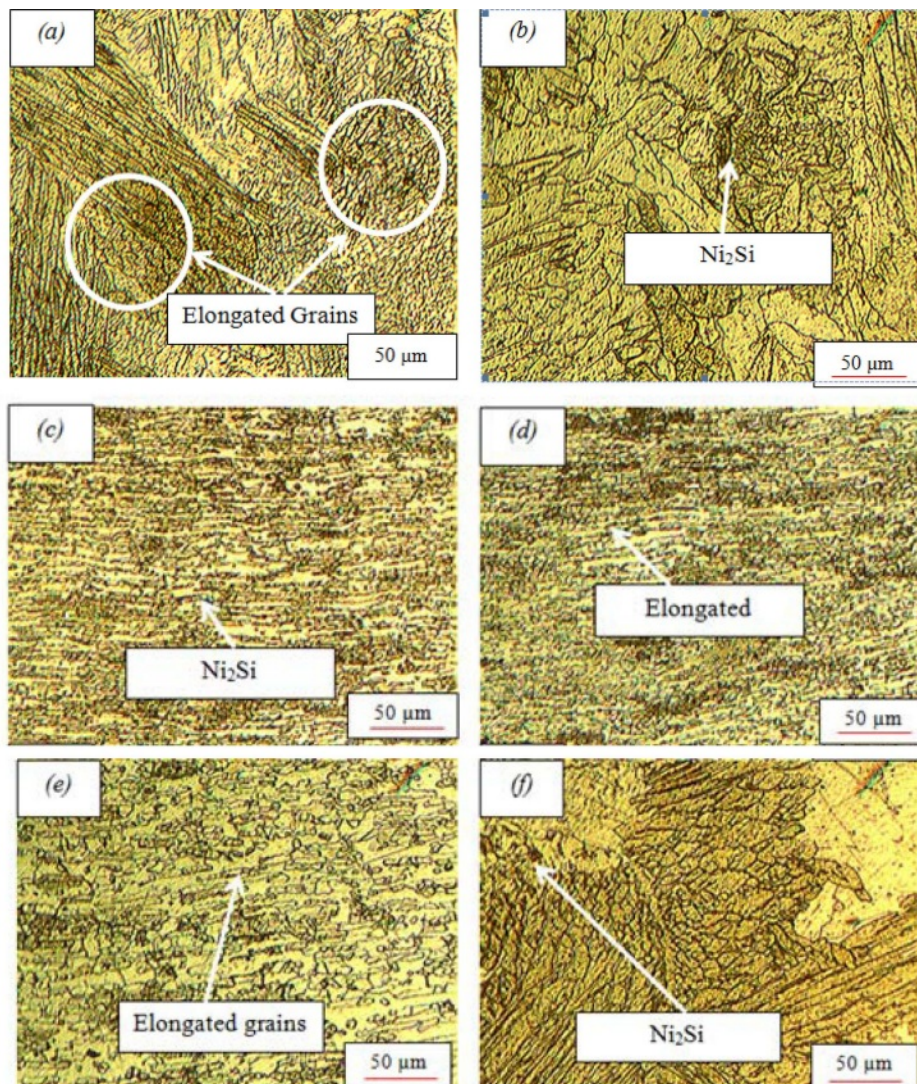 (a)
Elongated Grains
50 µm
(b)
Ni₂Si
50 µm
(c)
Ni₂Si
50 µm
(d)
Elongated
50 µm
(e)
Elongated grains
50 µm
(f)
Ni₂Si
50 µm